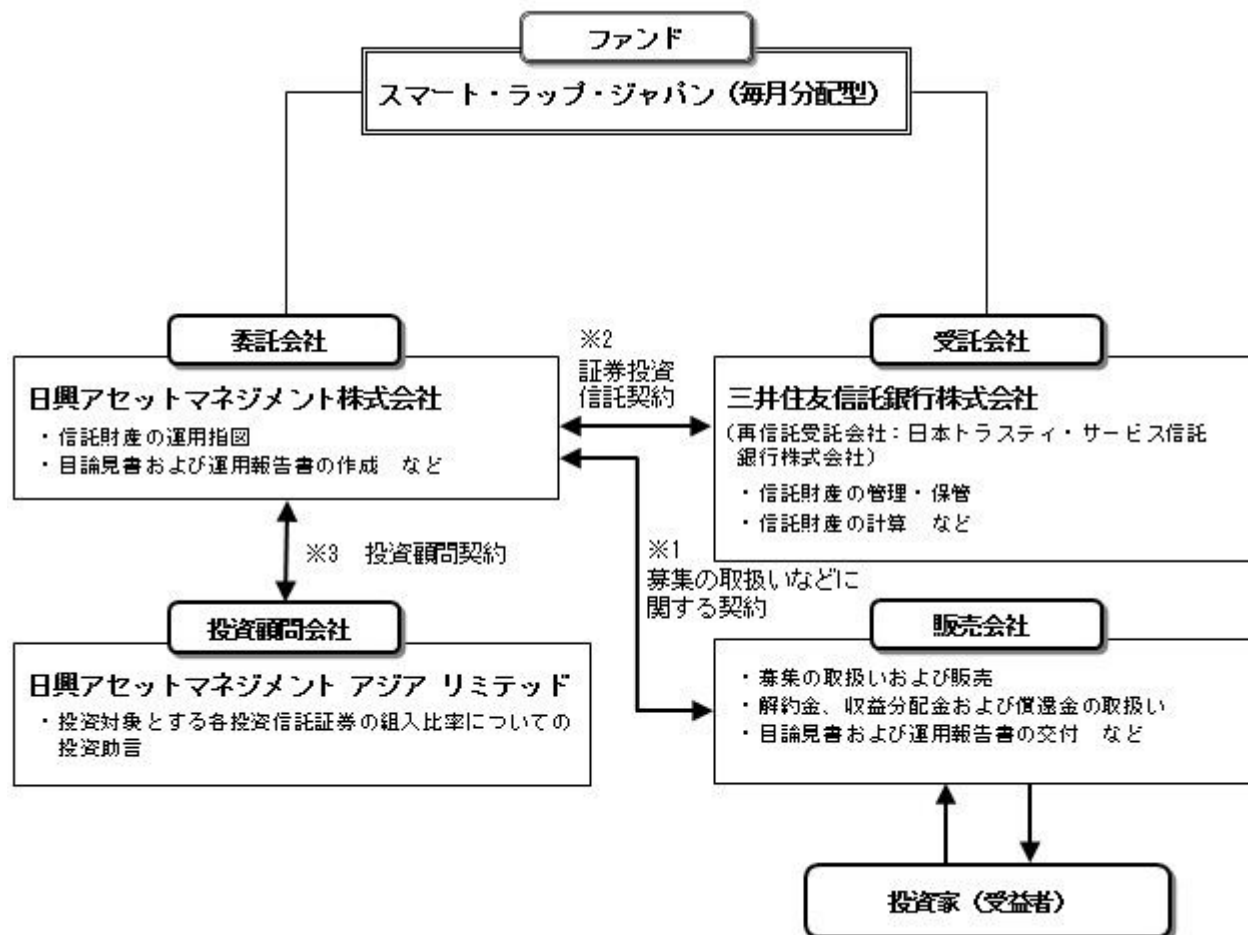 ファンド
スマート・ラップ・ジャパン（毎月分配型）
委託会社
日興アセットマネジメント株式会社
・信託財産の運用指図
・目論見書および運用報告書の作成　など
※2
証券投資
信託契約
受託会社
三井住友信託銀行株式会社
（再信託受託会社：日本トラスティ・サービス信託
銀行株式会社）
・信託財産の管理・保管
・信託財産の計算　など
※3　投資顧問契約
※1
募集の取扱いなどに
関する契約
投資顧問会社
日興アセットマネジメント アジア リミテッド
・投資対象とする各投資信託証券の組入比率についての
投資助言
販売会社
・募集の取扱いおよび販売
・解約金、収益分配金および償還金の取扱い
・目論見書および運用報告書の交付　など
投資家（受益者）